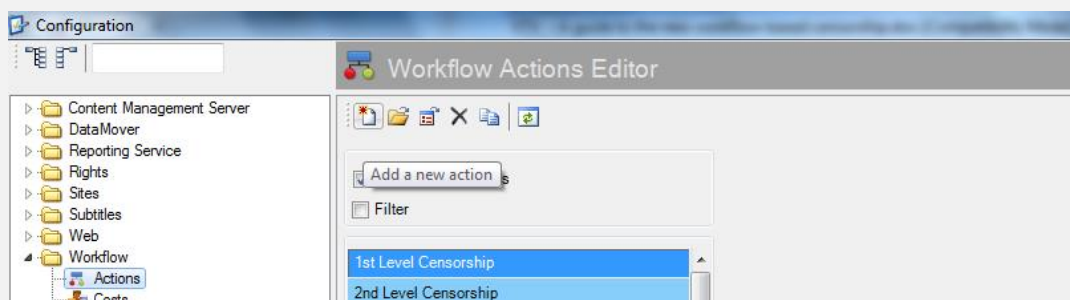 Configuration
Workflow Actions Editor
Content Management Server
DataMover
Reporting Service
Rights
Sites
Subtitles
Web
Workflow
Actions
Costs
Add a new action
Filter
1st Level Censorship
2nd Level Censorship